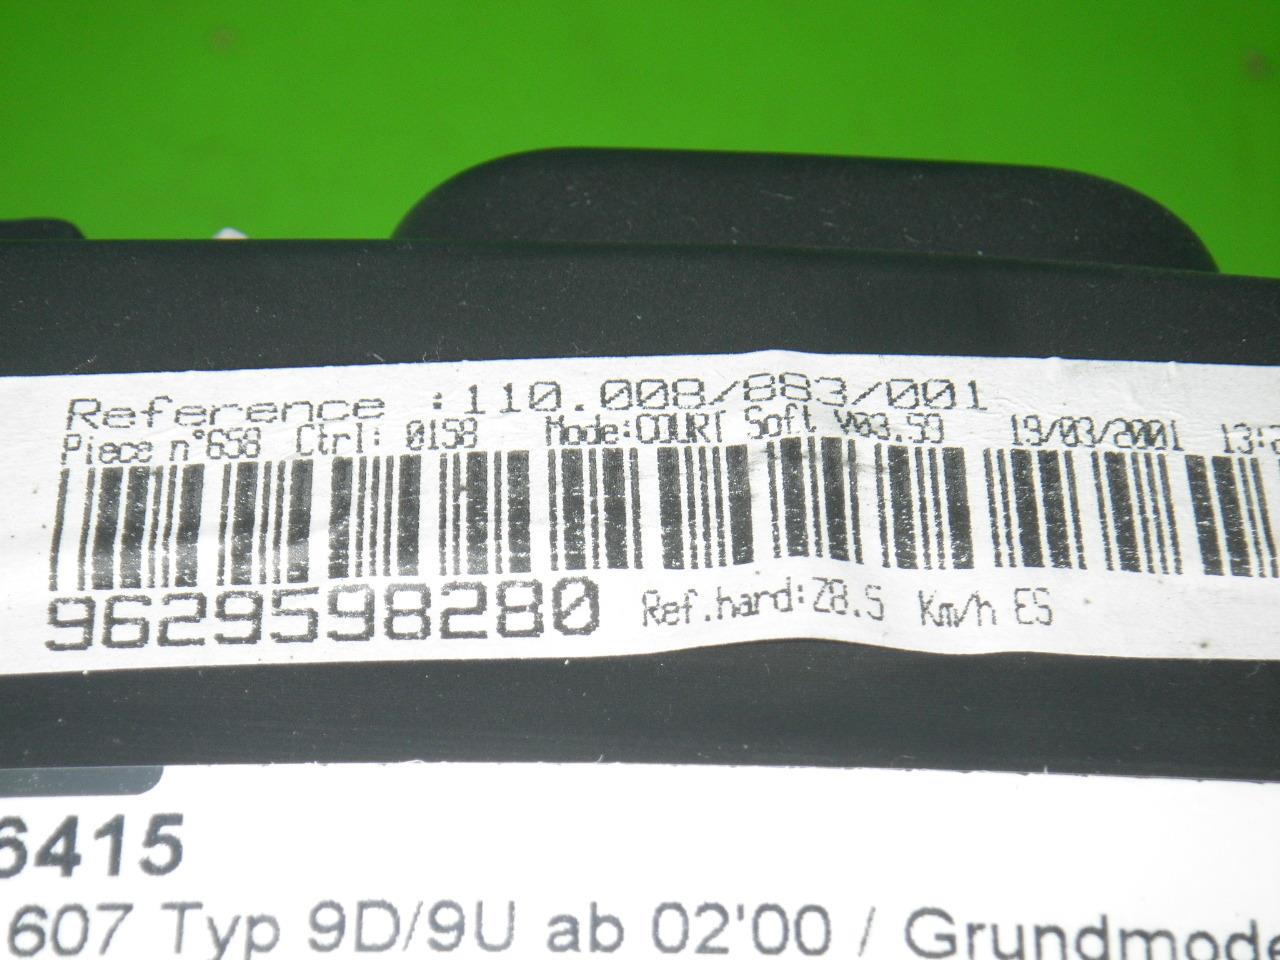 Reference :110.008/883/001
Piece n°658 Ctrl: 0158 Mode:COURT Soft V03.59 19/03/2001 13:
9629598280 Ref.hard:Z8.5 Km/h ES
6415
607 Typ 9D/9U ab 02'00 / Grundmode